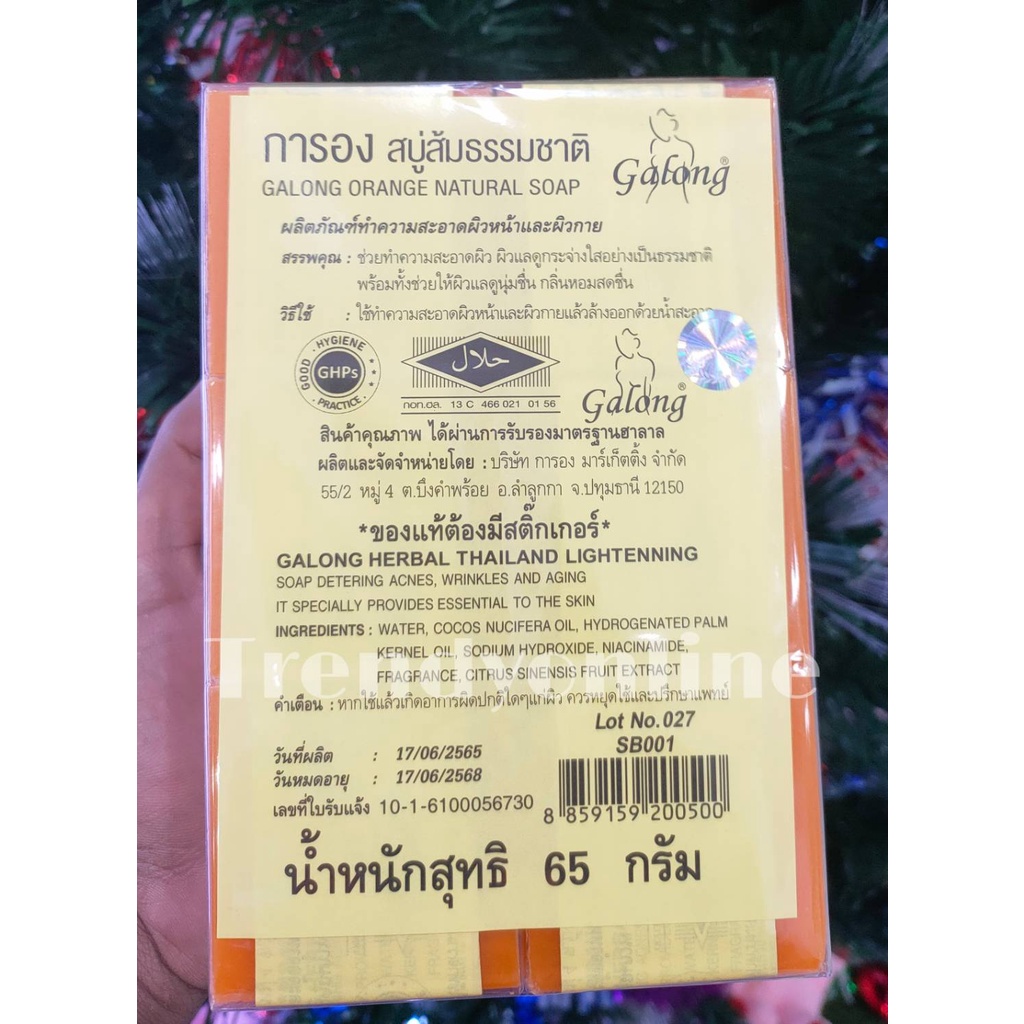 การอง สบู่ส้มธรรมชาติ
GALONG ORANGE NATURAL SOAP
Galong®
ผลิตภัณฑ์ทำความสะอาดผิวหน้าและผิวกาย
สรรพคุณ : ช่วยทำความสะอาดผิว ผิวแลดูกระจ่างใสอย่างเป็นธรรมชาติ
พร้อมทั้งช่วยให้ผิวแลดูนุ่มชื่น กลิ่นหอมสดชื่น
วิธีใช้ : ใช้ทำความสะอาดผิวหน้าและผิวกายแล้วล้างออกด้วยน้ำสะอาด
GOOD · HYGIENE · PRACTICE ·
GHPs
حلال
กอท.ฮล. 13 C 466 021 01 56
Galong®
สินค้าคุณภาพ ได้ผ่านการรับรองมาตรฐานฮาลาล
ผลิตและจัดจำหน่ายโดย : บริษัท การอง มาร์เก็ตติ้ง จำกัด
55/2 หมู่ 4 ต.บึงคำพร้อย อ.ลำลูกกา จ.ปทุมธานี 12150
*ของแท้ต้องมีสติ๊กเกอร์*
GALONG HERBAL THAILAND LIGHTENNING
SOAP DETERING ACNES, WRINKLES AND AGING
IT SPECIALLY PROVIDES ESSENTIAL TO THE SKIN
INGREDIENTS : WATER, COCOS NUCIFERA OIL, HYDROGENATED PALM
KERNEL OIL, SODIUM HYDROXIDE, NIACINAMIDE,
FRAGRANCE, CITRUS SINENSIS FRUIT EXTRACT
Trendyonline
คำเตือน : หากใช้แล้วเกิดอาการผิดปกติใดๆแก่ผิว ควรหยุดใช้และปรึกษาแพทย์
Lot No.027
SB001
วันที่ผลิต : 17/06/2565
วันหมดอายุ : 17/06/2568
เลขที่ใบรับแจ้ง 10-1-6100056730
8 859159 200500
น้ำหนักสุทธิ 65 กรัม